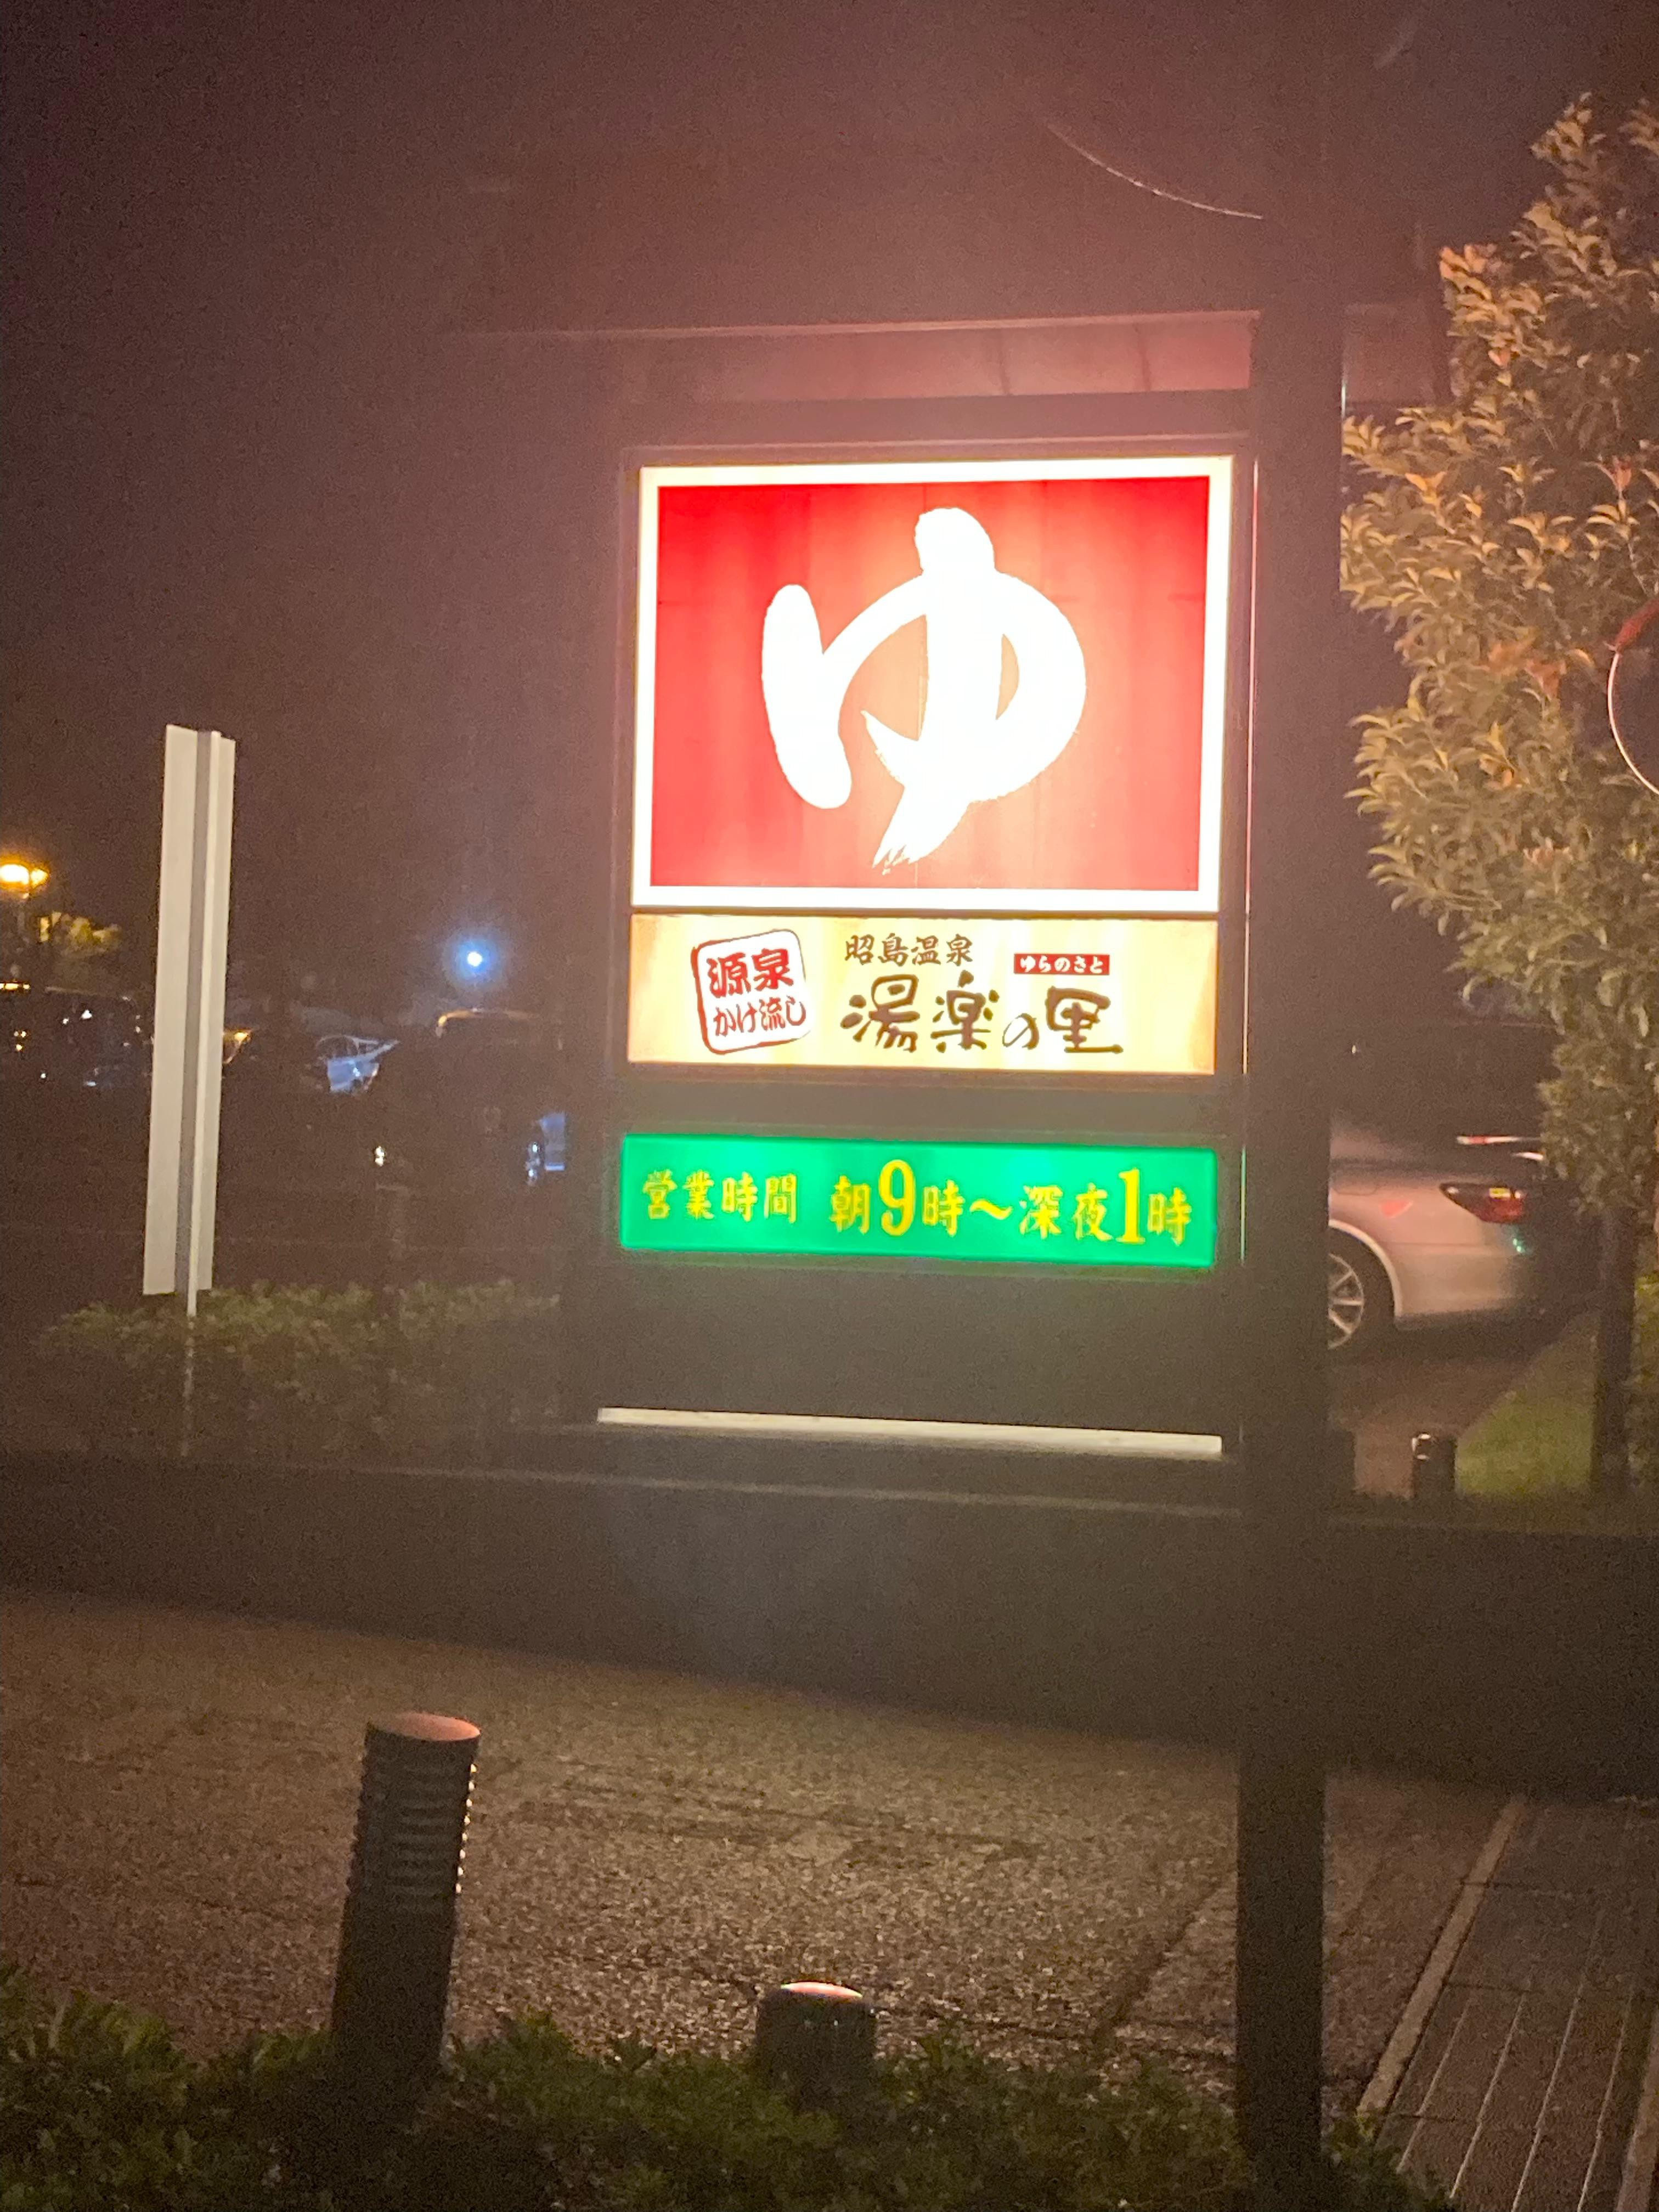 ゆ
源泉
かけ流し
昭島温泉
ゆらのさと
湯楽の里
営業時間 朝9時～深夜1時